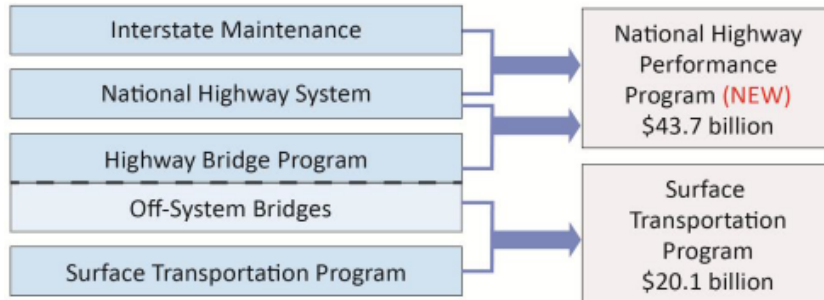 Interstate Maintenance
National Highway System
Highway Bridge Program
Off-System Bridges
Surface Transportation Program
National Highway
Performance
Program (NEW)
$43.7 billion
Surface
Transportation
Program
$20.1 billion